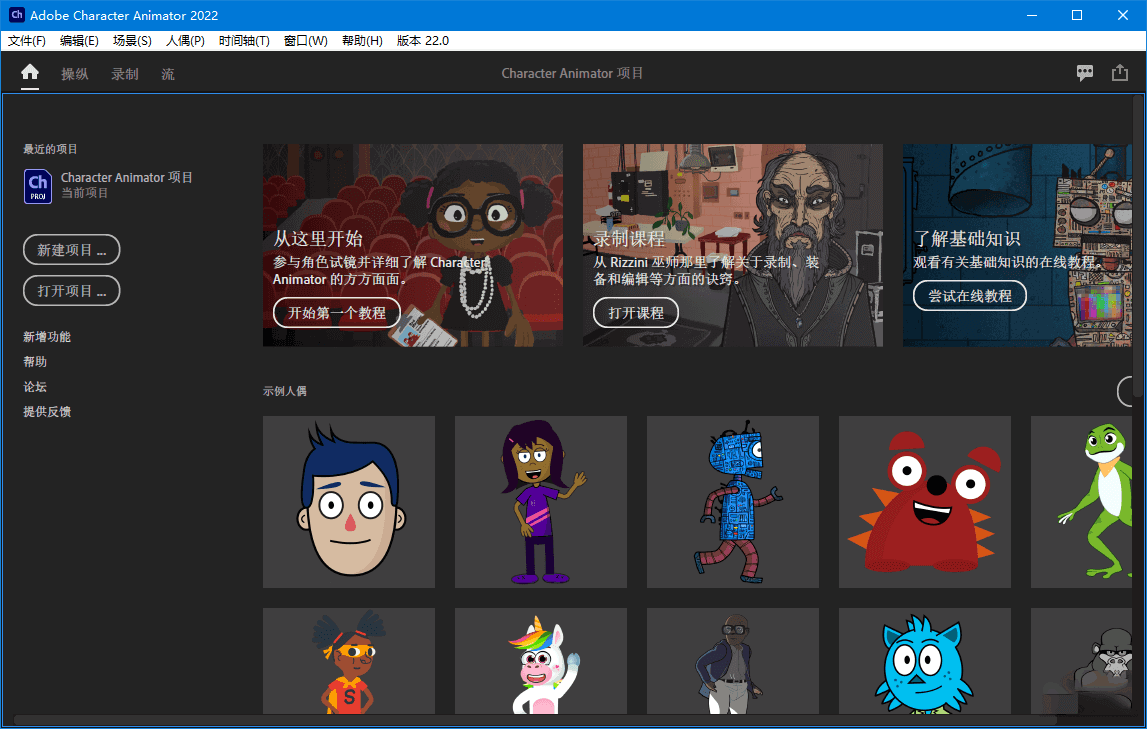 Ch Adobe Character Animator 2022
文件(F) 编辑(E) 场景(S) 人偶(P) 时间轴(T) 窗口(W) 帮助(H) 版本 22.0
操纵 录制 流 Character Animator 项目
最近的项目
Ch
PROJ
Character Animator 项目
当前项目
新建项目 ...
打开项目 ...
新增功能
帮助
论坛
提供反馈
从这里开始
参与角色试镜并详细了解 Character
Animator 的方方面面。
开始第一个教程
录制课程
从 Rizzini 巫师那里了解关于录制、装
备和编辑等方面的诀窍。
打开课程
了解基础知识
观看有关基础知识的在线教程。
尝试在线教程
示例人偶
S